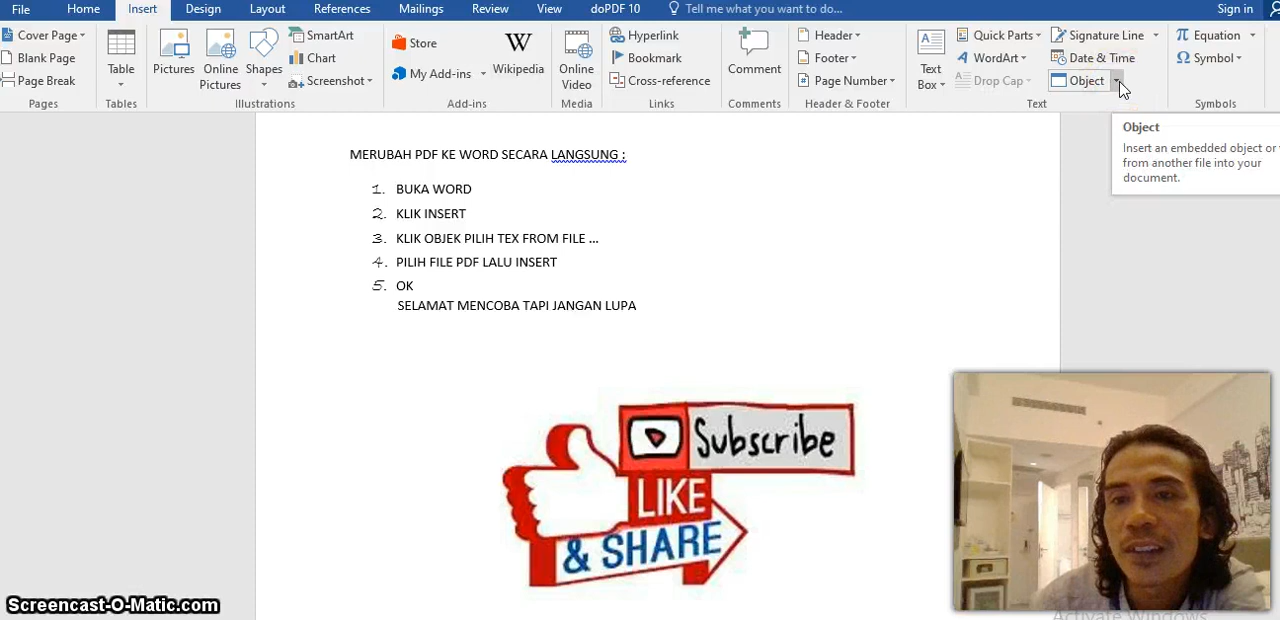 File Home Insert Design Layout References Mailings Review View doPDF 10 Tell me what you want to do... Sign in
Cover Page
Blank Page
Page Break
Pages
Table
Tables
Pictures
Online Pictures
Shapes
SmartArt
Chart
Screenshot
Illustrations
Store
My Add-ins
W
Wikipedia
Add-ins
Online Video
Media
Hyperlink
Bookmark
Cross-reference
Links
Comment
Comments
Header
Footer
Page Number
Header & Footer
Text Box
Quick Parts
WordArt
Drop Cap
Signature Line
Date & Time
Object
Text
Equation
Symbol
Symbols
Object
Insert an embedded object or
from another file into your
document.
MERUBAH PDF KE WORD SECARA LANGSUNG :
1. BUKA WORD
2. KLIK INSERT
3. KLIK OBJEK PILIH TEX FROM FILE ...
4. PILIH FILE PDF LALU INSERT
5. OK
SELAMAT MENCOBA TAPI JANGAN LUPA
Subscribe
LIKE
& SHARE
Screencast-O-Matic.com
Activate Windows